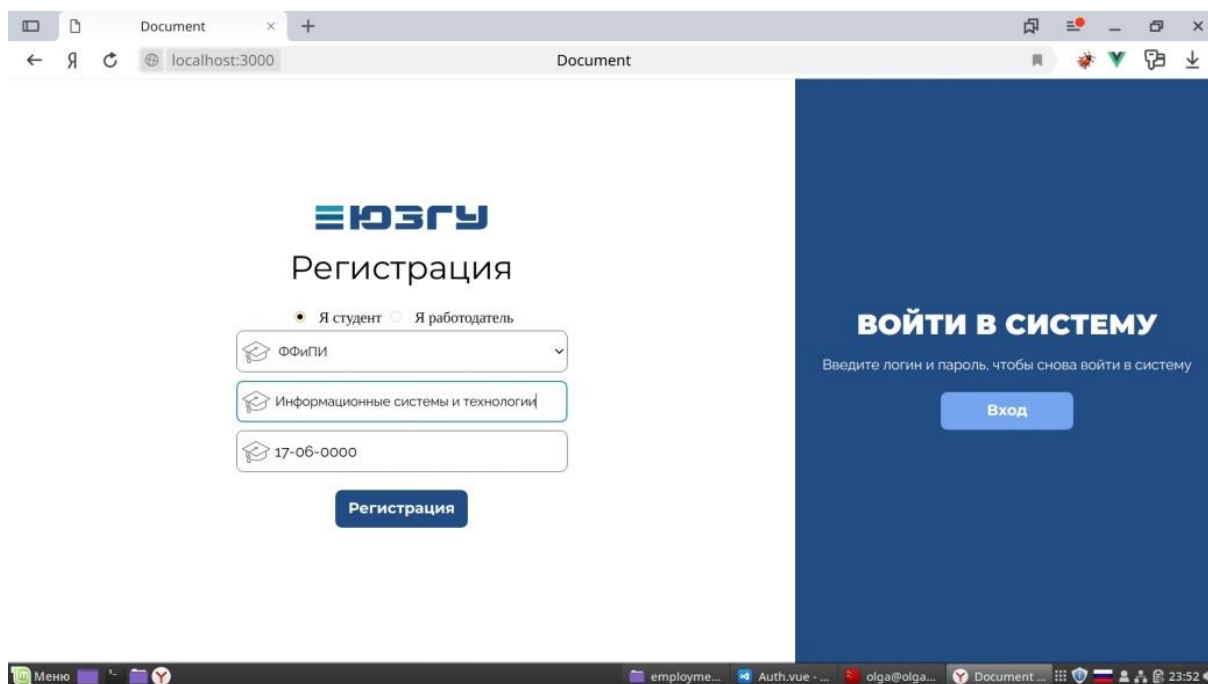 Document
localhost:3000
Document
ЮЗГУ
Регистрация
Я студент Я работодатель
ФФиПИ
Информационные системы и технологии
17-06-0000
Регистрация
ВОЙТИ В СИСТЕМУ
Введите логин и пароль, чтобы снова войти в систему
Вход
Меню employme... Auth.vue - ... olga@olga... Document ... 23:52